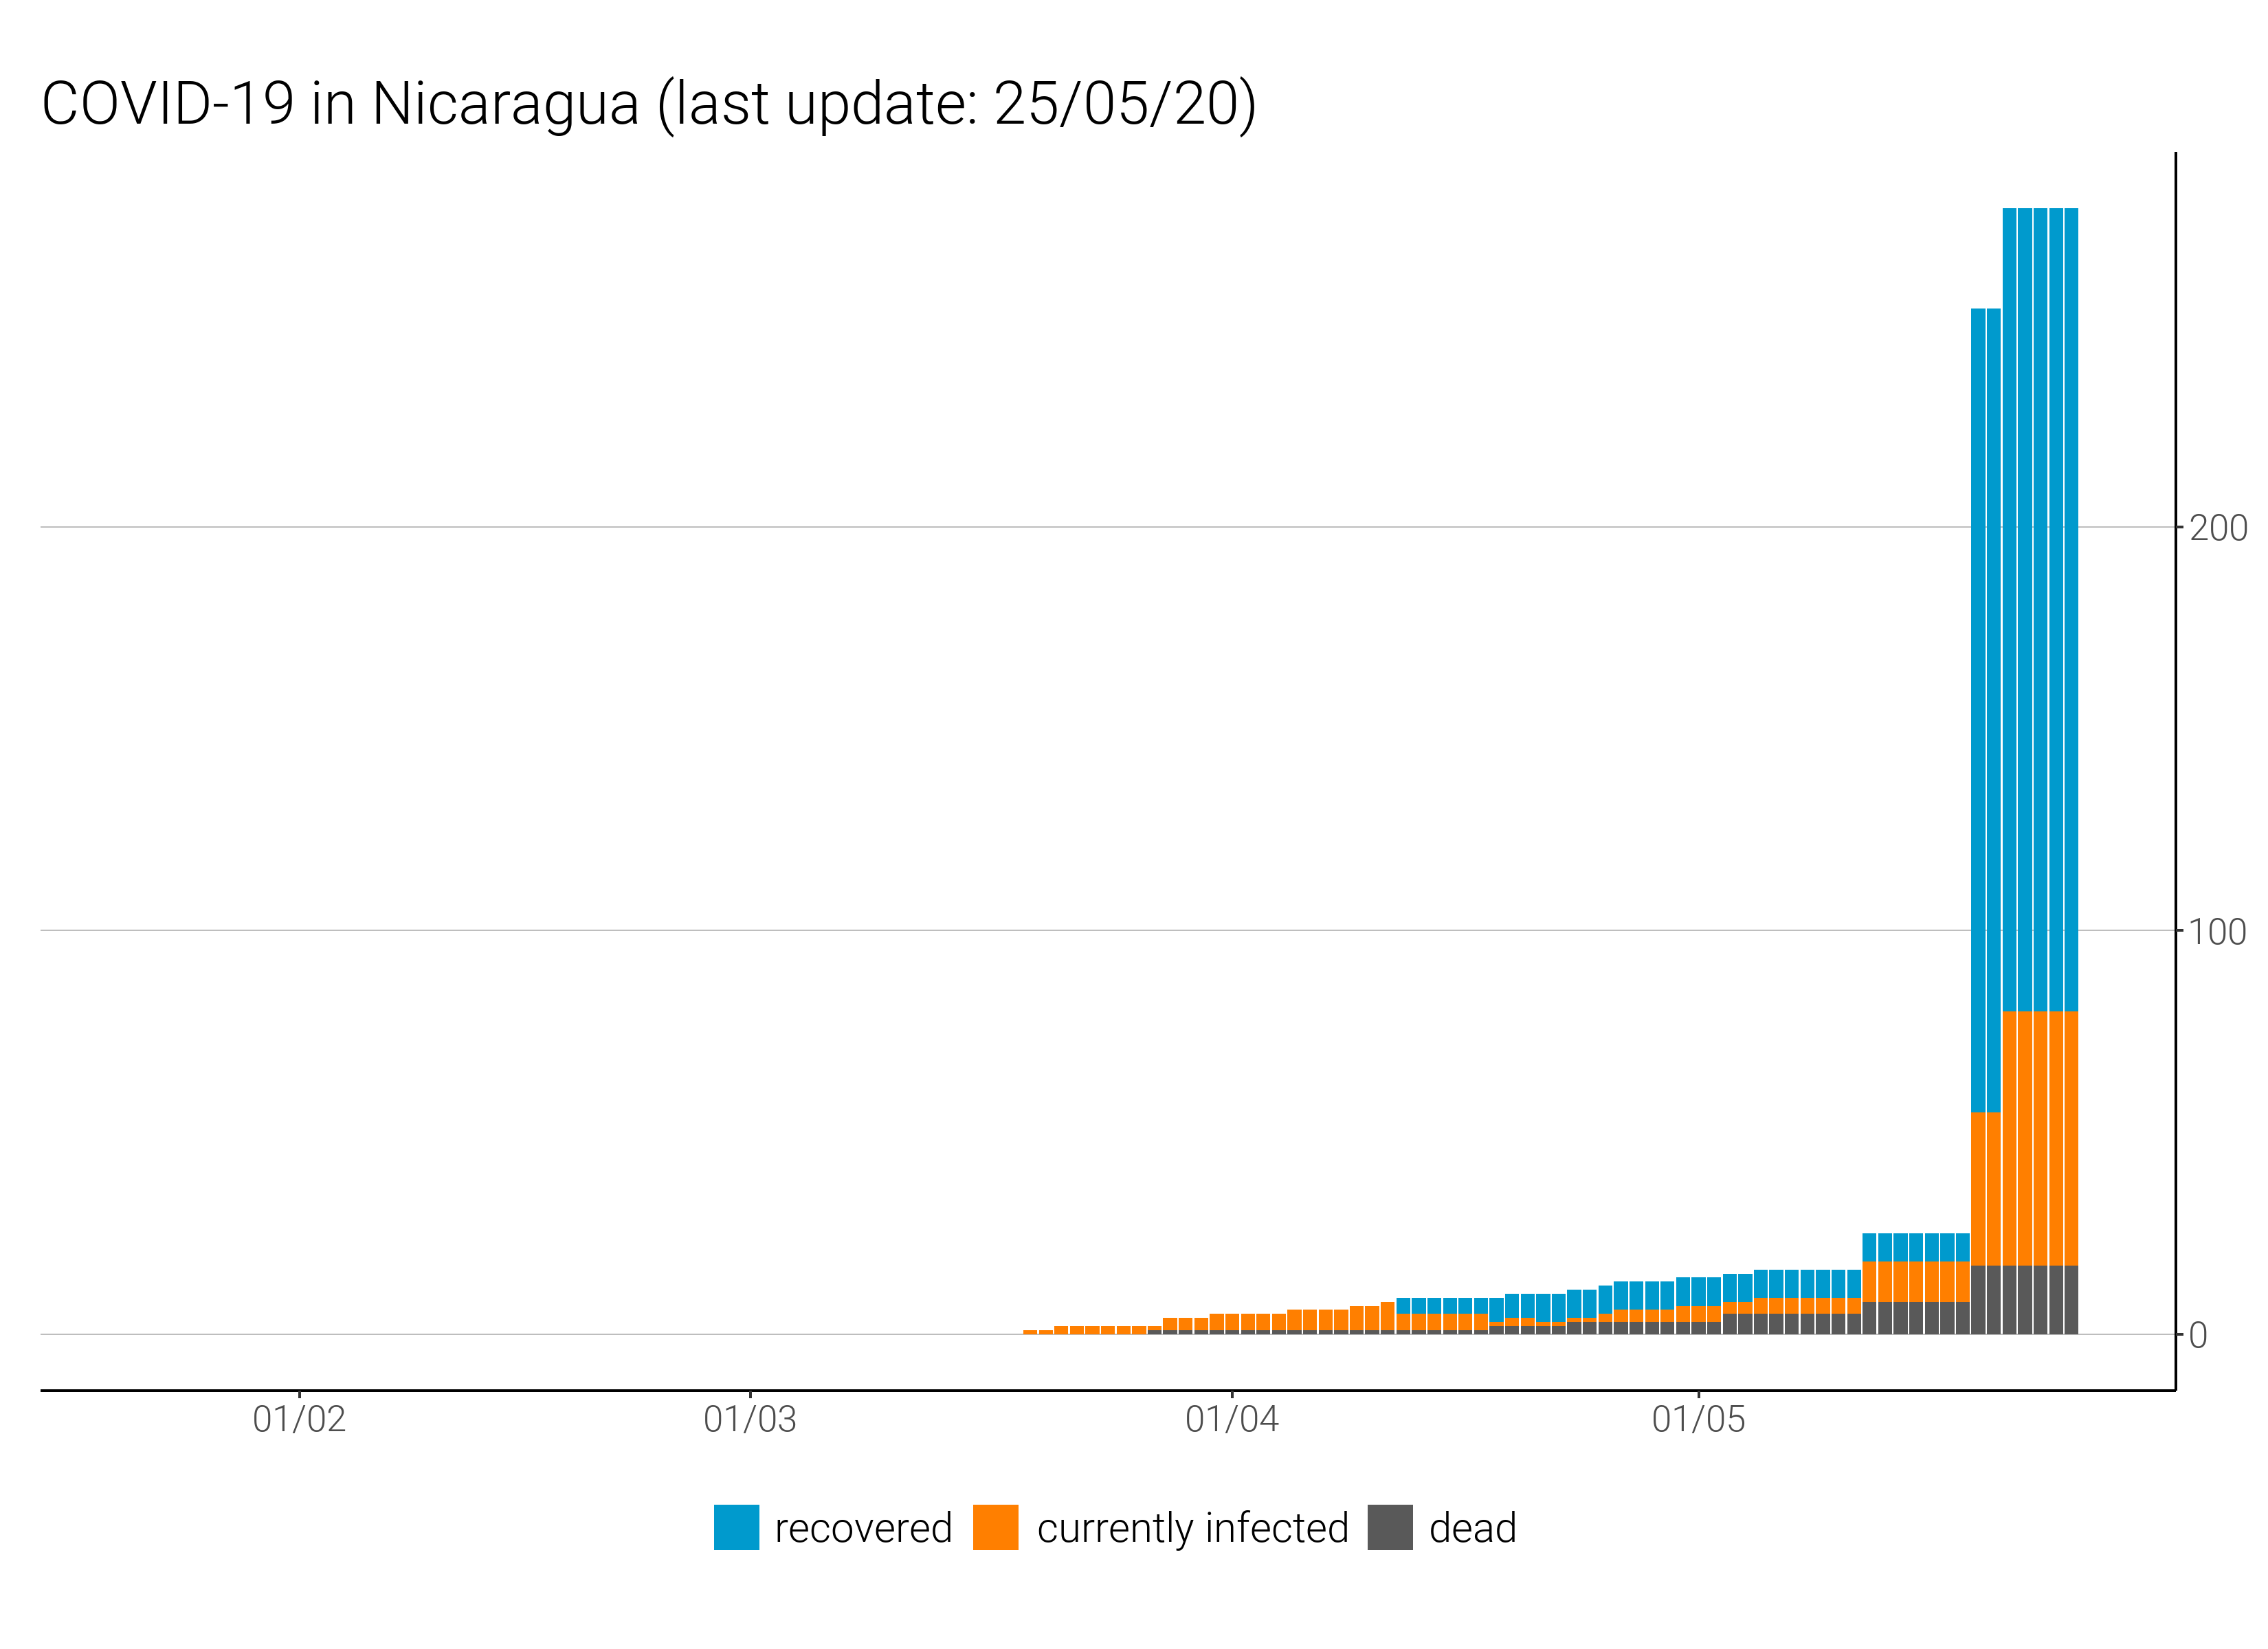 COVID-19 in Nicaragua (last update: 25/05/20)
200
100
0
01/02 01/03 01/04 01/05
recovered currently infected dead